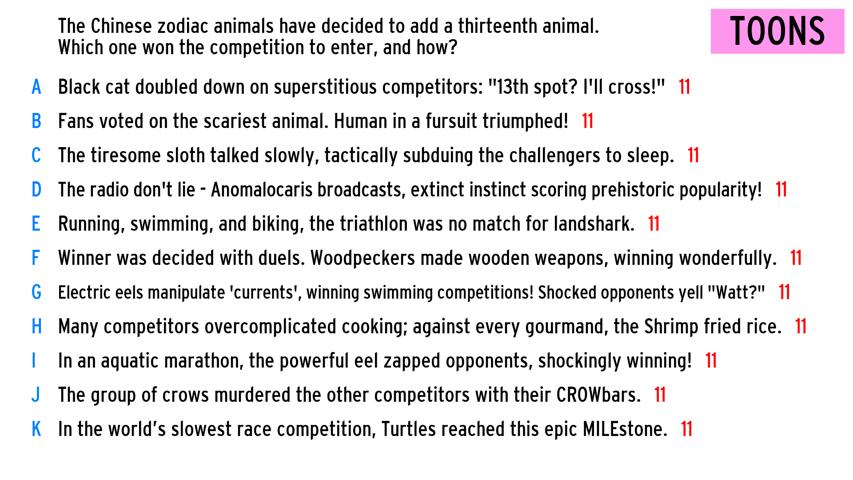 The Chinese zodiac animals have decided to add a thirteenth animal.
Which one won the competition to enter, and how?
TOONS
A Black cat doubled down on superstitious competitors: "13th spot? I'll cross!" 11
B Fans voted on the scariest animal. Human in a fursuit triumphed! 11
C The tiresome sloth talked slowly, tactically subduing the challengers to sleep. 11
D The radio don't lie - Anomalocaris broadcasts, extinct instinct scoring prehistoric popularity! 11
E Running, swimming, and biking, the triathlon was no match for landshark. 11
F Winner was decided with duels. Woodpeckers made wooden weapons, winning wonderfully. 11
G Electric eels manipulate 'currents', winning swimming competitions! Shocked opponents yell "Watt?" 11
H Many competitors overcomplicated cooking; against every gourmand, the Shrimp fried rice. 11
I In an aquatic marathon, the powerful eel zapped opponents, shockingly winning! 11
J The group of crows murdered the other competitors with their CROWbars. 11
K In the world’s slowest race competition, Turtles reached this epic MILEstone. 11